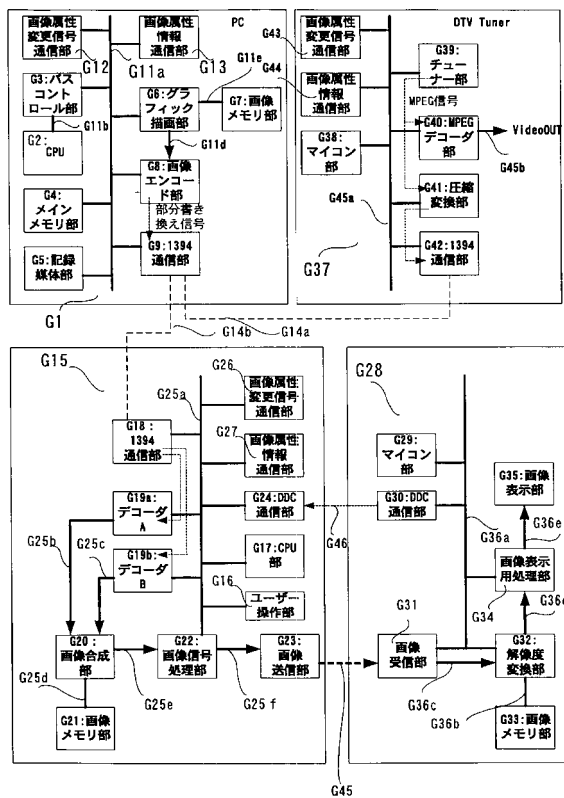 画像属性
変更信号
通信部
G12
画像属性
情報
通信部
G13
PC
G11a
G11e
G3:バス
コント
ロール部
G11b
G2:CPU
G6:グラ
フィック
描画部
G7:画像
メモリ部
G11d
G8:画像
エンコー
ド部
部分書き
換え信号
G4:
メイン
メモリ部
G5:記録
媒体部
G9:1394
通信部
G1
G14b
G14a
G43
画像属性
変更信号
通信部
DTV Tuner
G44
画像属性
情報
通信部
G39:
チュー
ナー部
MPEG信号
G38:
マイコン部
G40:MPEG
デコーダ部
VideoOUT
G45b
G45a
G41:圧縮
変換部
G37
G42:1394
通信部
G15
G26
画像属性
変更信号
通信部
G25a
G27
画像属性
情報
通信部
G18:
1394
通信部
G19a:
デコーダ
A
G24:DDC
通信部
G25b
G25c
G19b:
デコーダ
B
G17:CPU
部
G16
ユーザー
操作部
G20:
画像合成
部
G22:
画像信号
処理部
G23:画像
送信部
G25d
G25e
G25f
G21:画像
メモリ部
G46
G45
G28
G29:
マイコン
部
G30:DDC
通信部
G35:画像
表示部
G36e
G36a
画像表示
用処理部
G34
G36d
G31
画像
受信部
G32:
解像度
変換部
G36c
G36b
G33:画像
メモリ部